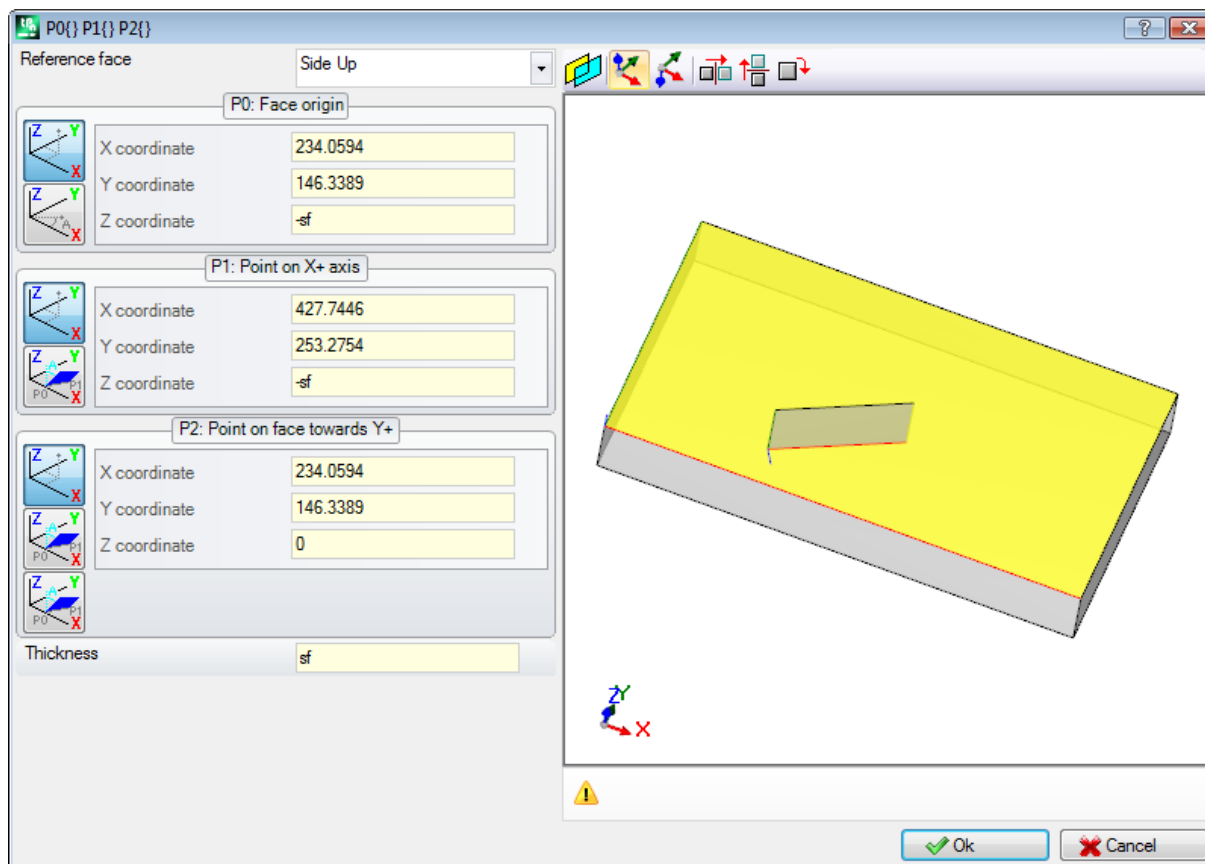 P0{} P1{} P2{}
Reference face
Side Up
P0: Face origin
X coordinate 234.0594
Y coordinate 146.3389
Z coordinate -sf
P1: Point on X+ axis
X coordinate 427.7446
Y coordinate 253.2754
Z coordinate -sf
P2: Point on face towards Y+
X coordinate 234.0594
Y coordinate 146.3389
Z coordinate 0
Thickness sf
Z Y
X
Ok Cancel